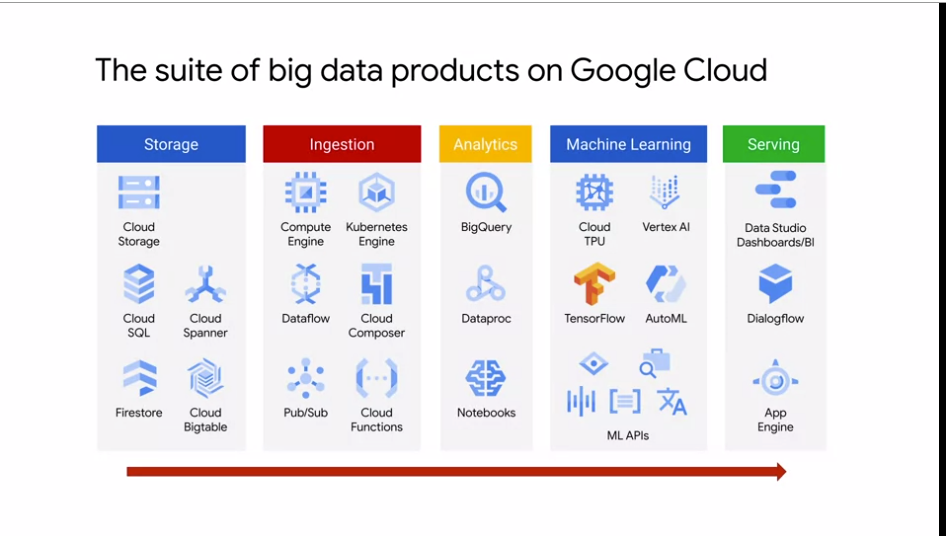 The suite of big data products on Google Cloud
Storage
Cloud
Storage
Cloud
SQL
Cloud
Spanner
Firestore
Cloud
Bigtable
Ingestion
Compute
Engine
Kubernetes
Engine
Dataflow
Cloud
Composer
Pub/Sub
Cloud
Functions
Analytics
BigQuery
Dataproc
Notebooks
Machine Learning
Cloud
TPU
Vertex AI
TensorFlow
AutoML
ML APIs
Serving
Data Studio
Dashboards/BI
Dialogflow
App
Engine